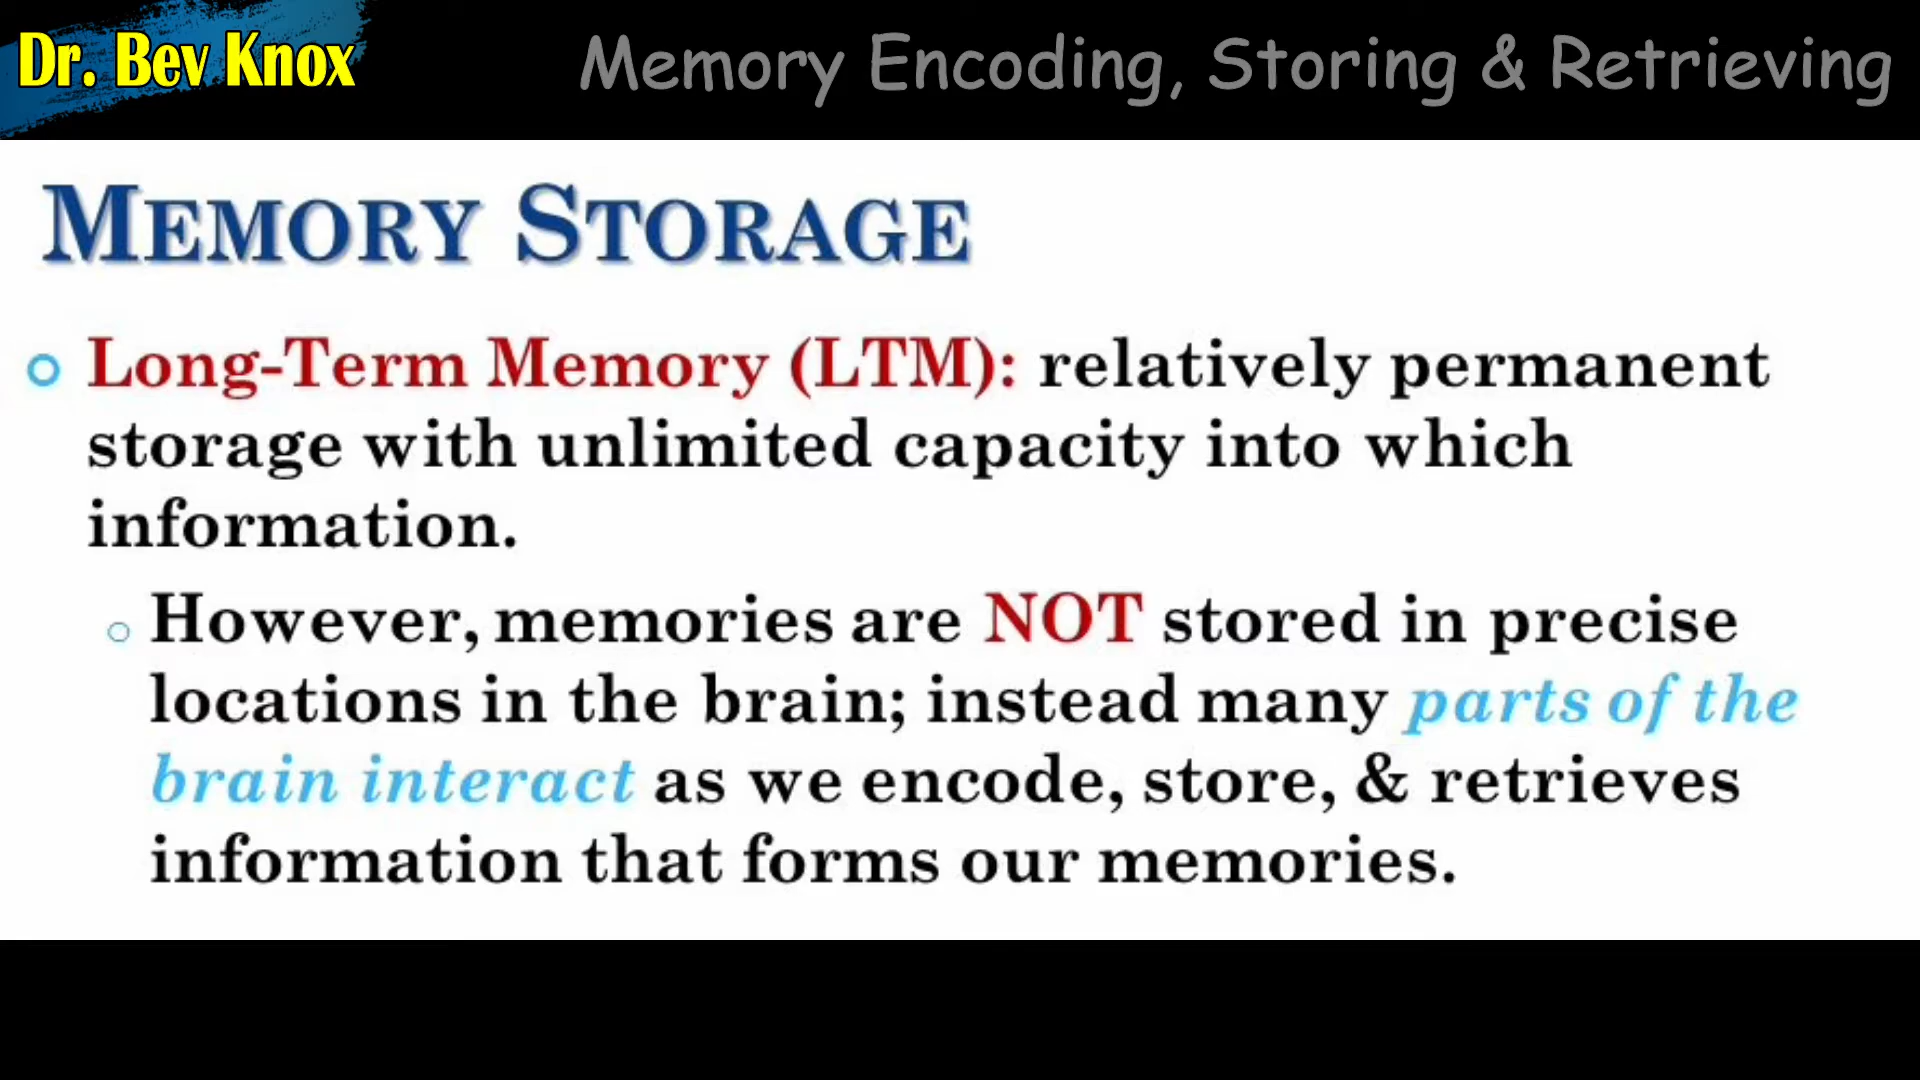 Dr. Bev Knox
Memory Encoding, Storing & Retrieving
MEMORY STORAGE
Long-Term Memory (LTM): relatively permanent
storage with unlimited capacity into which
information.
However, memories are NOT stored in precise
locations in the brain; instead many parts of the
brain interact as we encode, store, & retrieves
information that forms our memories.